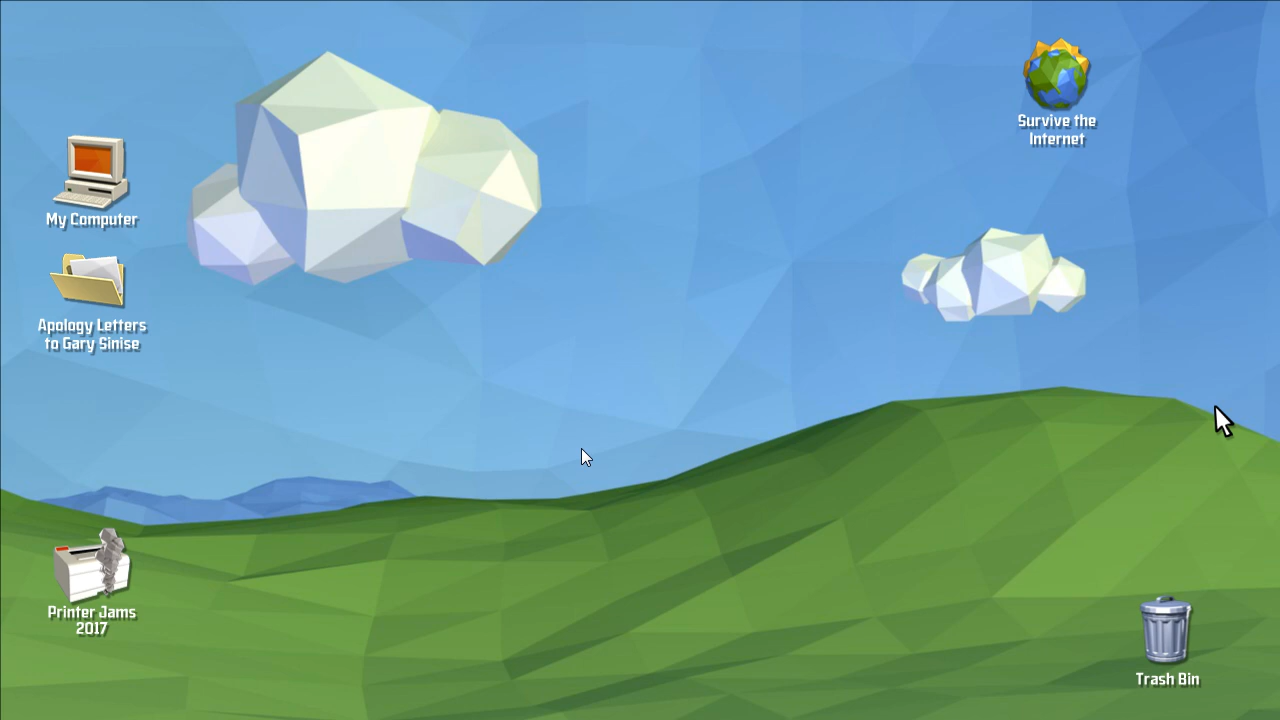 Survive the
Internet
My Computer
Apology Letters
to Gary Sinise
Printer Jams
2017
Trash Bin